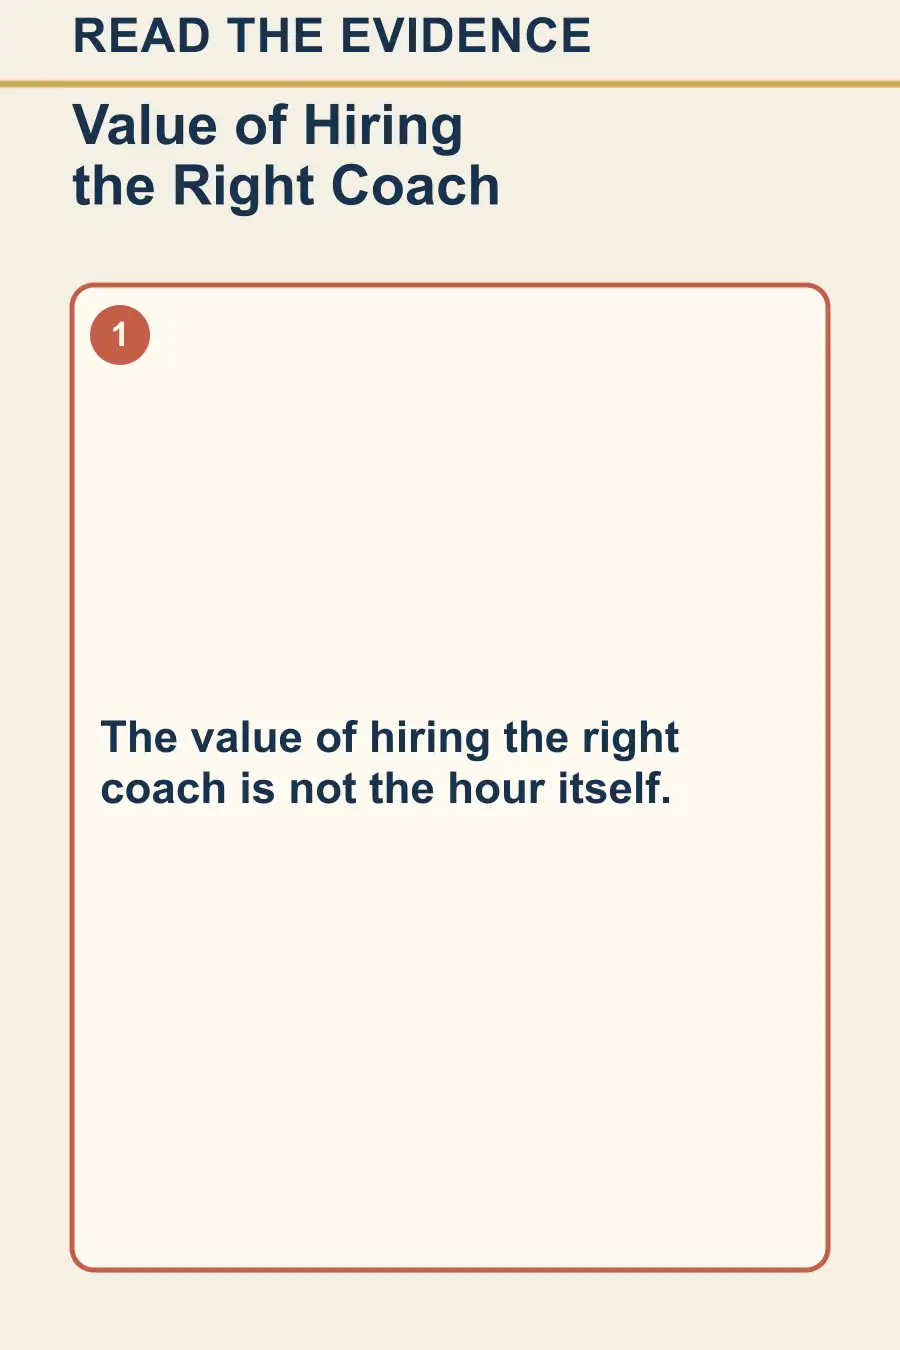 READ THE EVIDENCE
Value of Hiring
the Right Coach
1
The value of hiring the right
coach is not the hour itself.